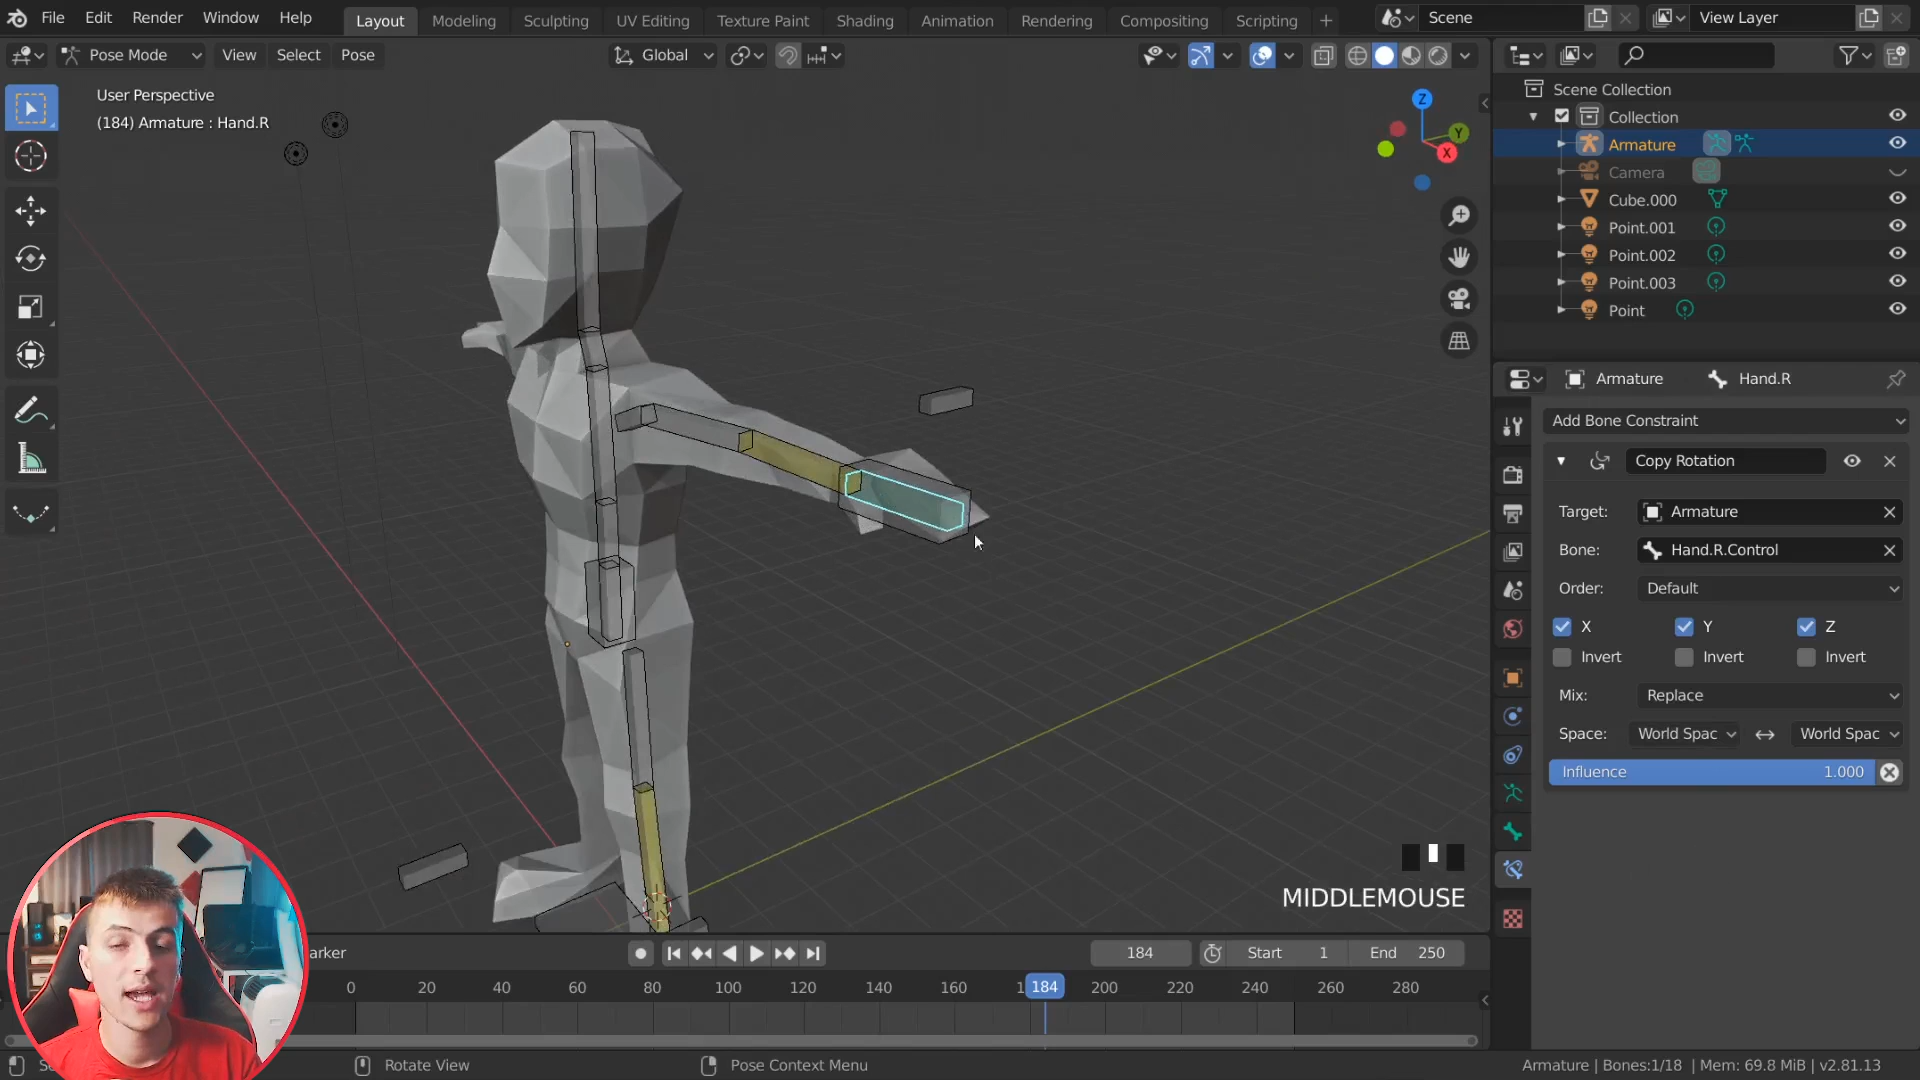 File Edit Render Window Help
Layout Modeling Sculpting UV Editing Texture Paint Shading Animation Rendering Compositing Scripting +
Scene
View Layer
Pose Mode View Select Pose
Global
User Perspective
(184) Armature : Hand.R
Z
Y
X
Scene Collection
Collection
Armature
Camera
Cube.000
Point.001
Point.002
Point.003
Point
Armature Hand.R
Add Bone Constraint
Copy Rotation
Target: Armature
Bone: Hand.R.Control
Order: Default
X Y Z
Invert Invert Invert
Mix: Replace
Space: World Spac World Spac
Influence 1.000
MIDDLEMOUSE
arker
184 Start 1 End 250
0 20 40 60 80 100 120 140 160 184 200 220 240 260 280
Rotate View
Pose Context Menu
Armature | Bones:1/18 | Mem: 69.8 MiB | v2.81.13